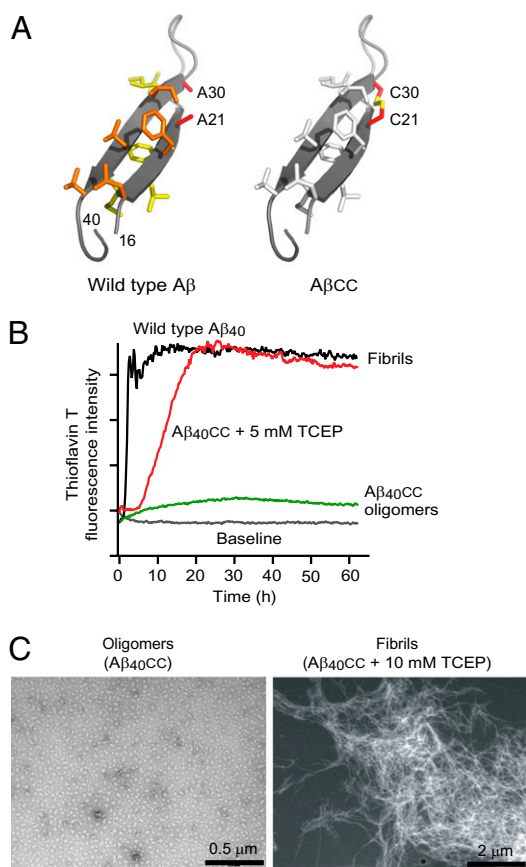 A
A30
A21
C30
C21
40
16
Wild type Aβ
AβCC
B
Wild type Aβ40
Fibrils
Aβ40CC + 5 mM TCEP
Aβ40CC
oligomers
Baseline
Thioflavin T
fluorescence intensity
0 10 20 30 40 50 60
Time (h)
C
Oligomers
(Aβ40CC)
Fibrils
(Aβ40CC + 10 mM TCEP)
0.5 μm
2 μm